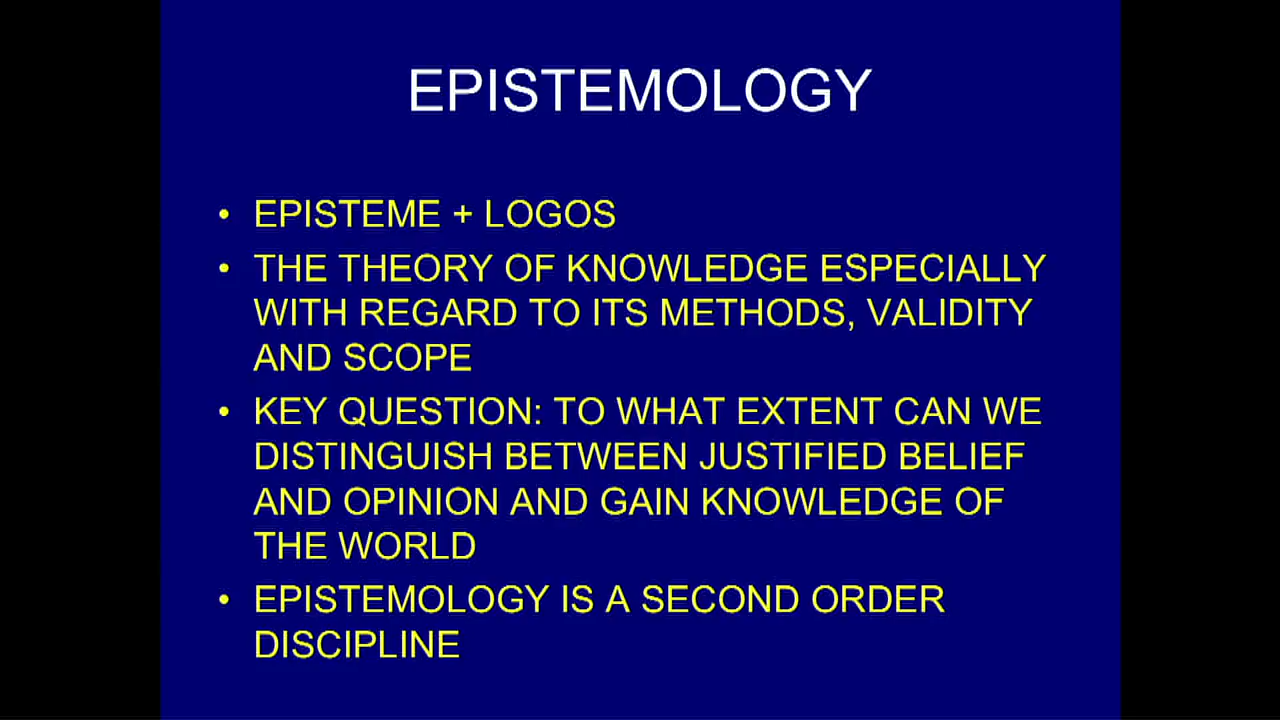 EPISTEMOLOGY
• EPISTEME + LOGOS
• THE THEORY OF KNOWLEDGE ESPECIALLY
WITH REGARD TO ITS METHODS, VALIDITY
AND SCOPE
• KEY QUESTION: TO WHAT EXTENT CAN WE
DISTINGUISH BETWEEN JUSTIFIED BELIEF
AND OPINION AND GAIN KNOWLEDGE OF
THE WORLD
• EPISTEMOLOGY IS A SECOND ORDER
DISCIPLINE